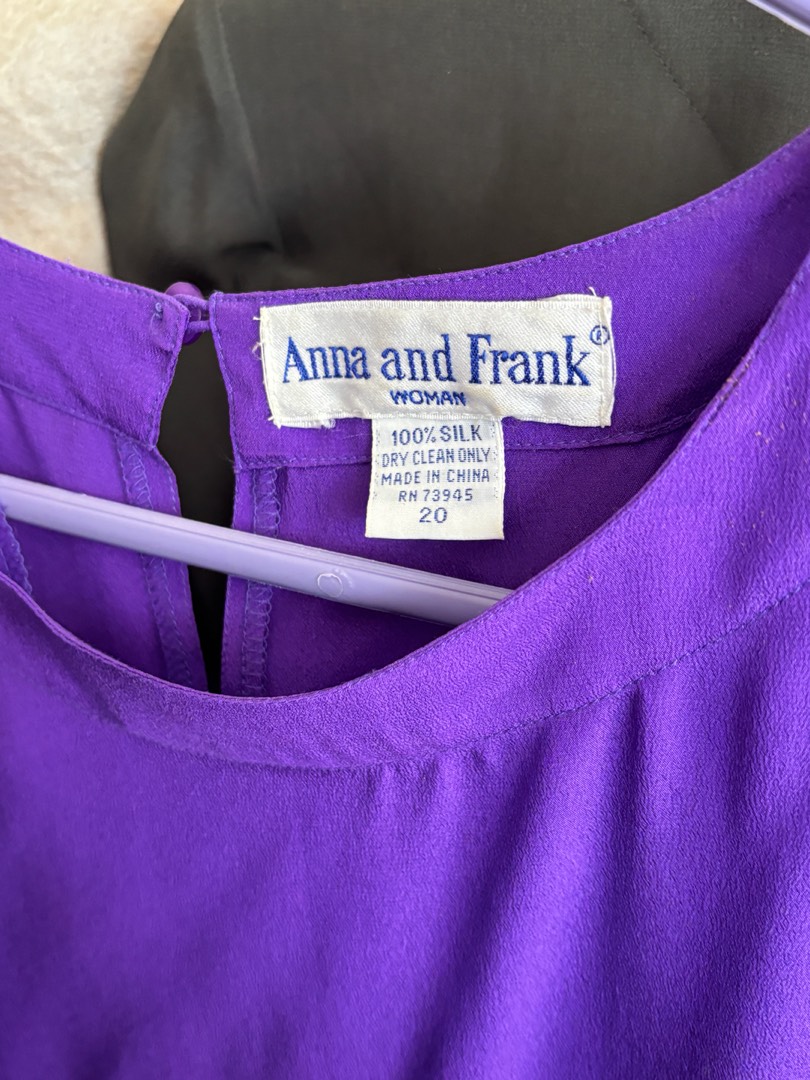 Anna and Frank®
WOMAN
100% SILK
DRY CLEAN ONLY
MADE IN CHINA
RN 73945
20